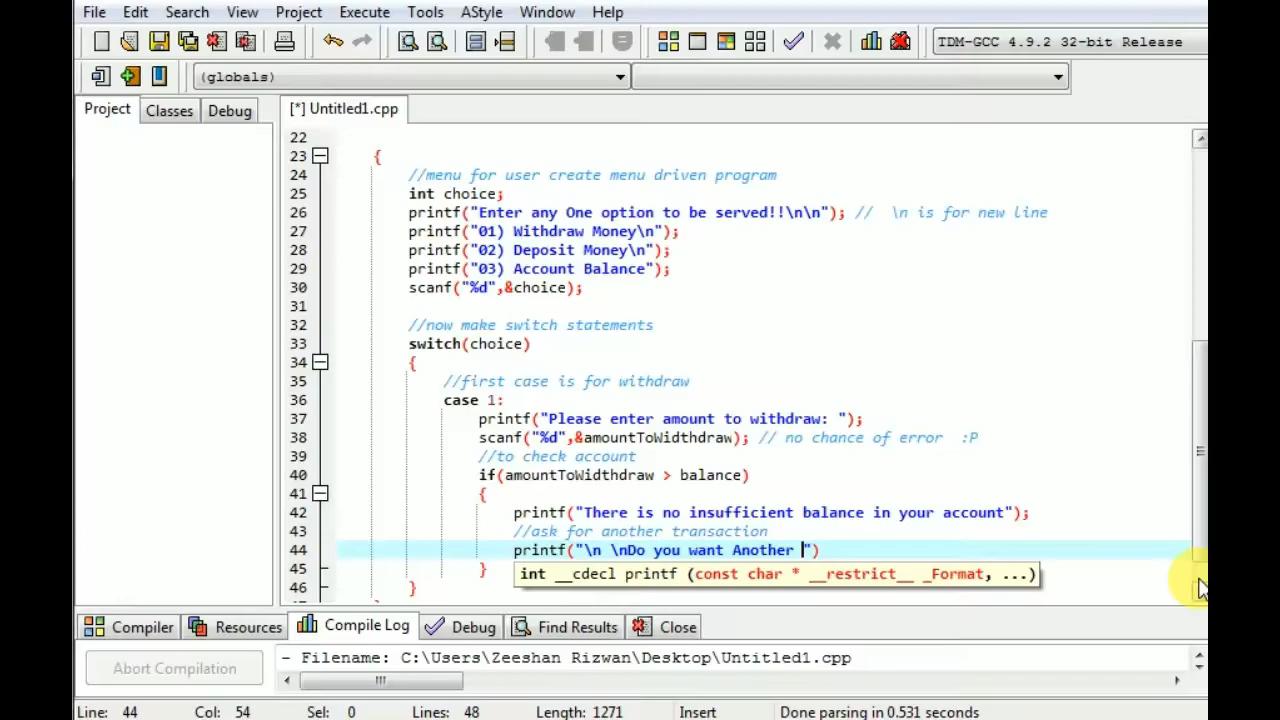 File Edit Search View Project Execute Tools AStyle Window Help
TDM-GCC 4.9.2 32-bit Release
(globals)
Project Classes Debug [*] Untitled1.cpp
22
23 {
24 //menu for user create menu driven program
25 int choice;
26 printf("Enter any One option to be served!!\n\n"); // \n is for new line
27 printf("01) Withdraw Money\n");
28 printf("02) Deposit Money\n");
29 printf("03) Account Balance");
30 scanf("%d",&choice);
31
32 //now make switch statements
33 switch(choice)
34 {
35 //first case is for withdraw
36 case 1:
37 printf("Please enter amount to withdraw: ");
38 scanf("%d",&amountToWidthdraw); // no chance of error :P
39 //to check account
40 if(amountToWidthdraw > balance)
41 {
42 printf("There is no insufficient balance in your account");
43 //ask for another transaction
44 printf("\n \nDo you want Another ")
45 }
int __cdecl printf (const char * __restrict__ _Format, ...)
46 }
Compiler Resources Compile Log Debug Find Results Close
Abort Compilation
- Filename: C:\Users\Zeeshan Rizwan\Desktop\Untitled1.cpp
Line: 44 Col: 54 Sel: 0 Lines: 48 Length: 1271 Insert Done parsing in 0.531 seconds